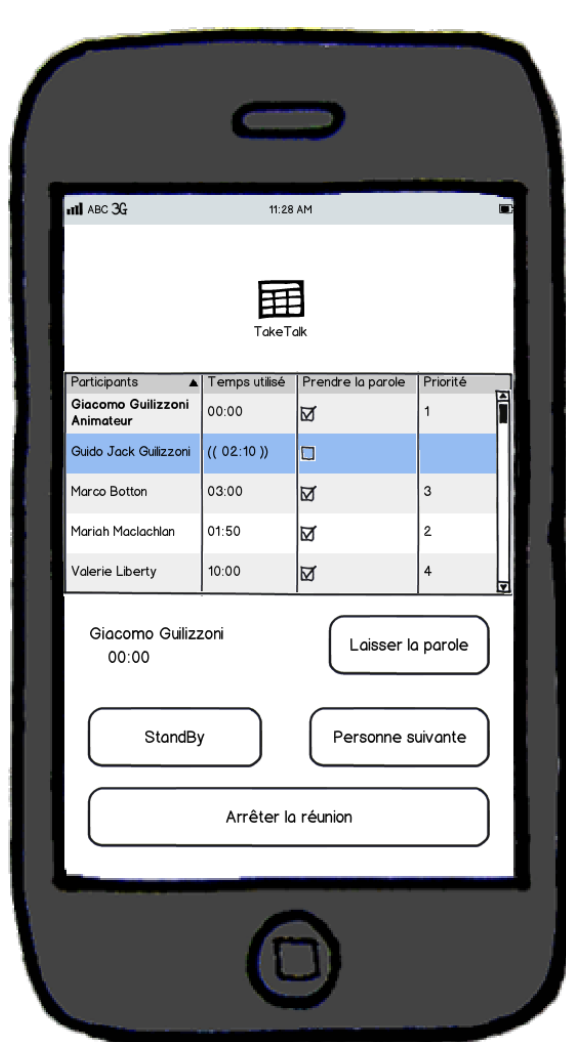 ABC 3G 11:28 AM
TakeTalk
Participants Temps utilisé Prendre la parole Priorité
Giacomo Guilizzoni
Animateur 00:00 1
Guido Jack Guilizzoni (( 02:10 ))
Marco Botton 03:00 3
Mariah Maclachlan 01:50 2
Valerie Liberty 10:00 4
Giacomo Guilizzoni
00:00
Laisser la parole
StandBy Personne suivante
Arrêter la réunion